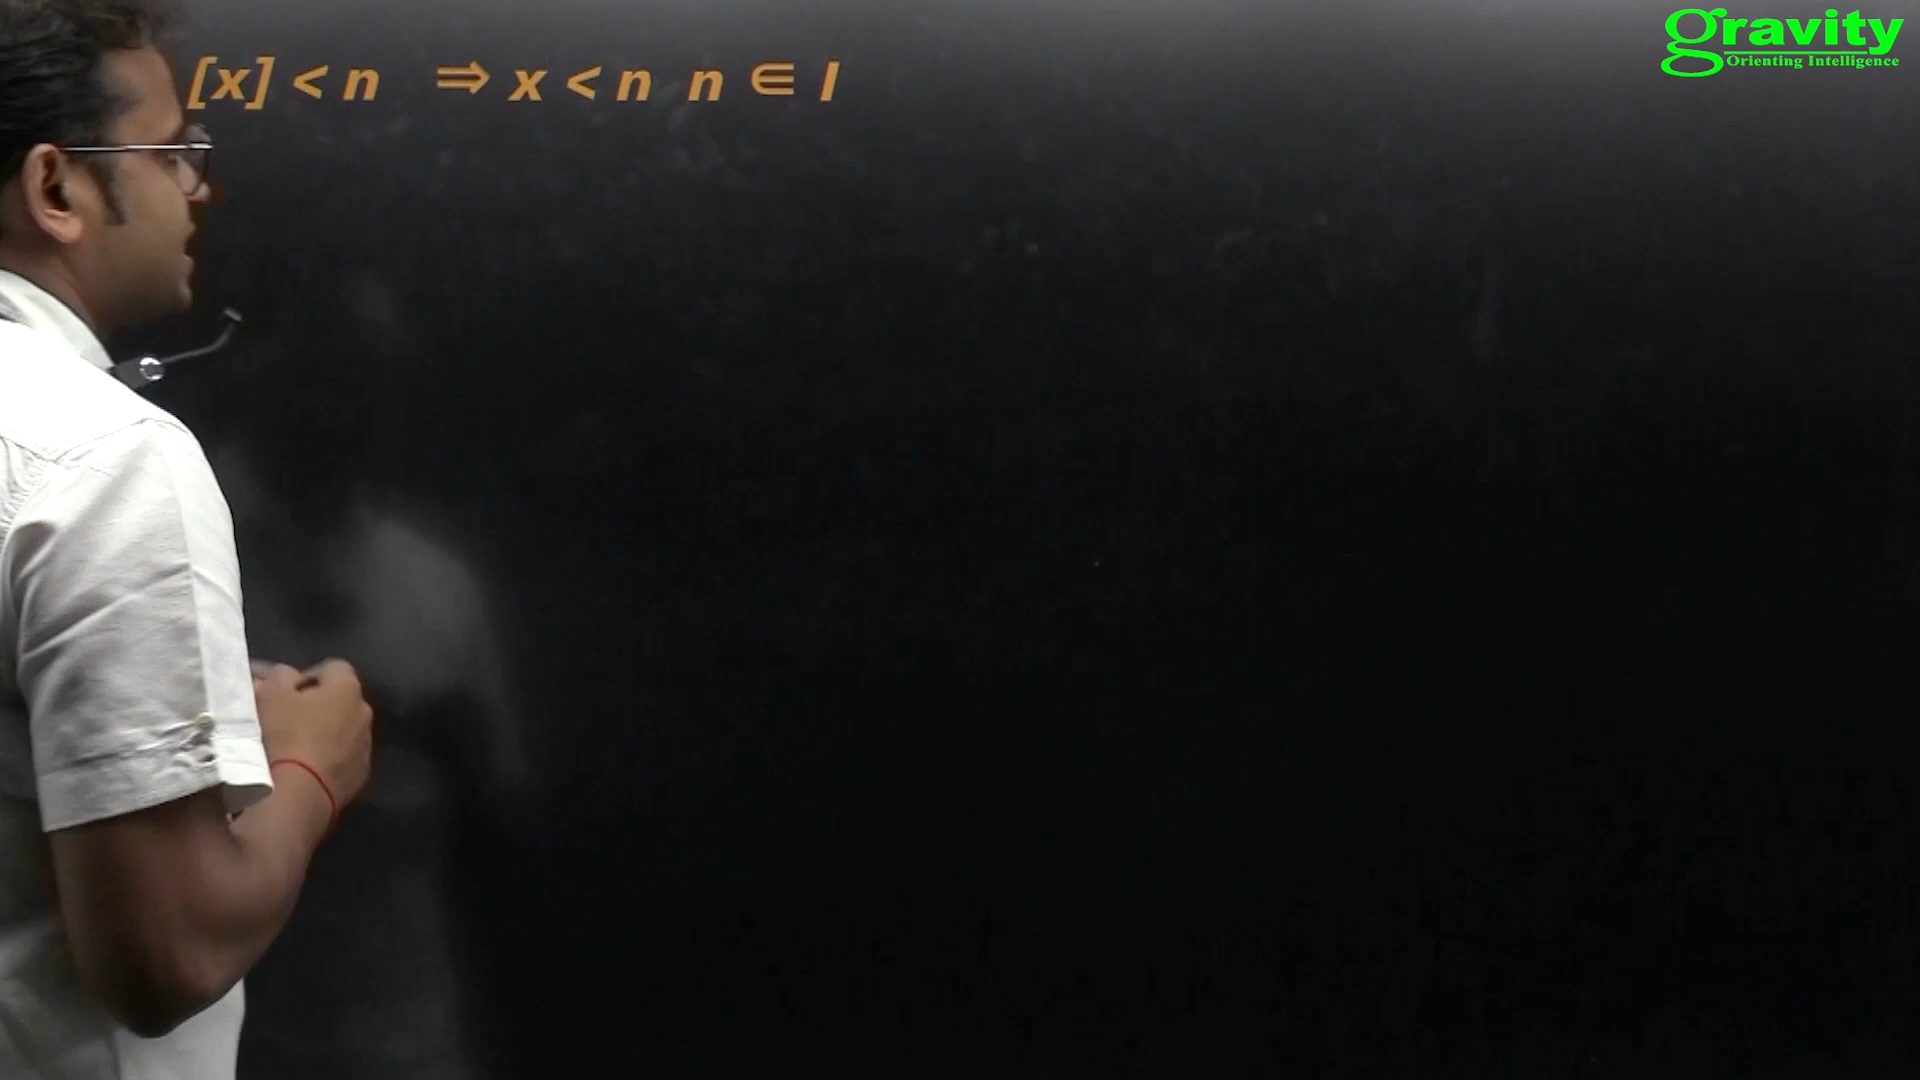 [x] < n ⇒ x < n n ∈ I
gravity
Orienting Intelligence